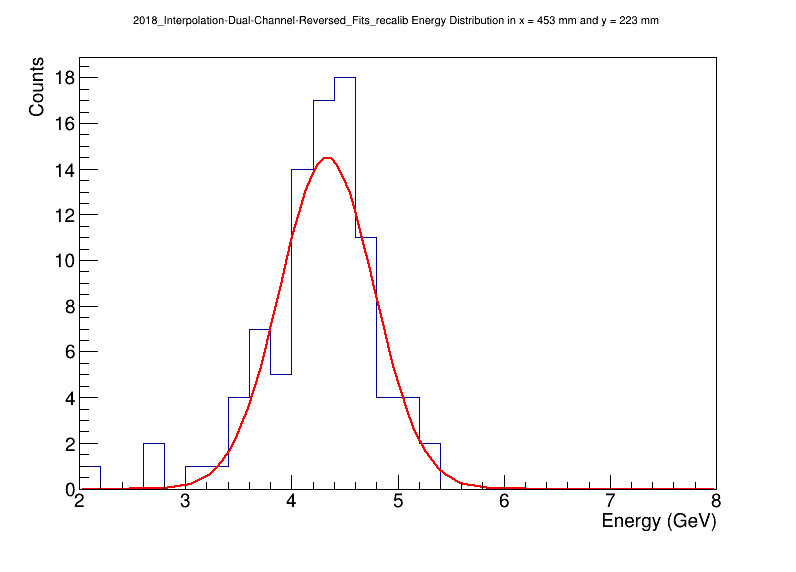 2018_Interpolation-Dual-Channel-Reversed_Fits_recalib Energy Distribution in x = 453 mm and y = 223 mm
Counts
18
16
14
12
10
8
6
4
2
0
2 3 4 5 6 7 8
Energy (GeV)